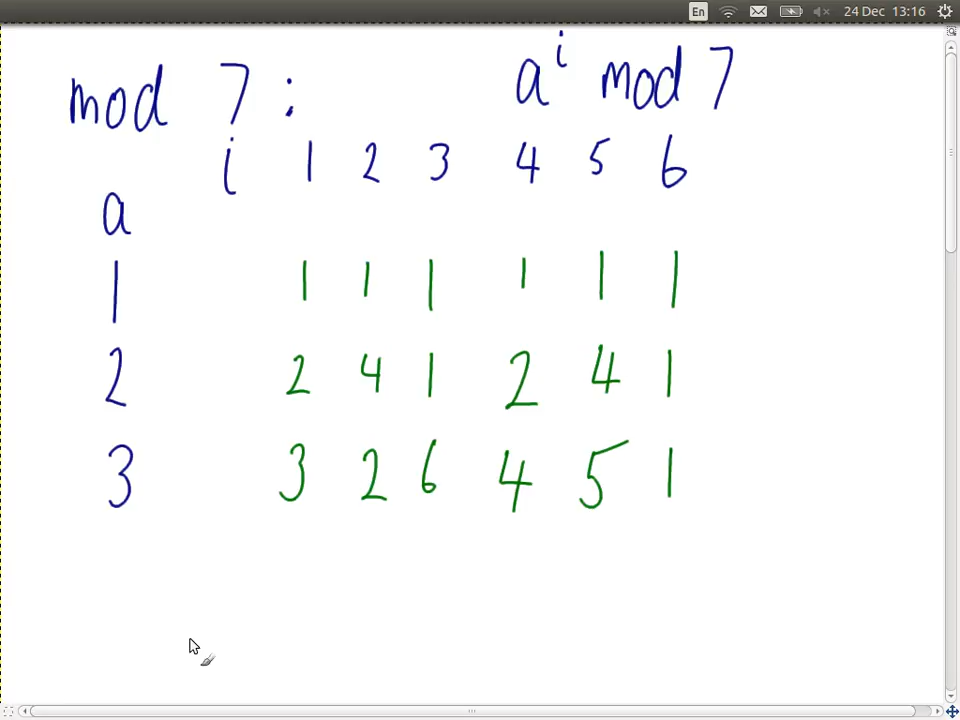 En 24 Dec 13:16
mod 7 : a^i mod 7
i 1 2 3 4 5 6
a
1 1 1 1 1 1 1
2 2 4 1 2 4 1
3 3 2 6 4 5 1